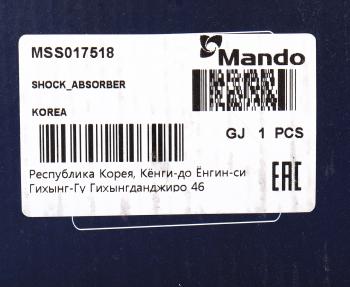 MSS017518
Mando
SHOCK_ABSORBER
KOREA
GJ 1 PCS
Республика Корея, Кёнги-до Ёнгин-си
Гихынг-Гу Гихынгданджиро 46
EAC